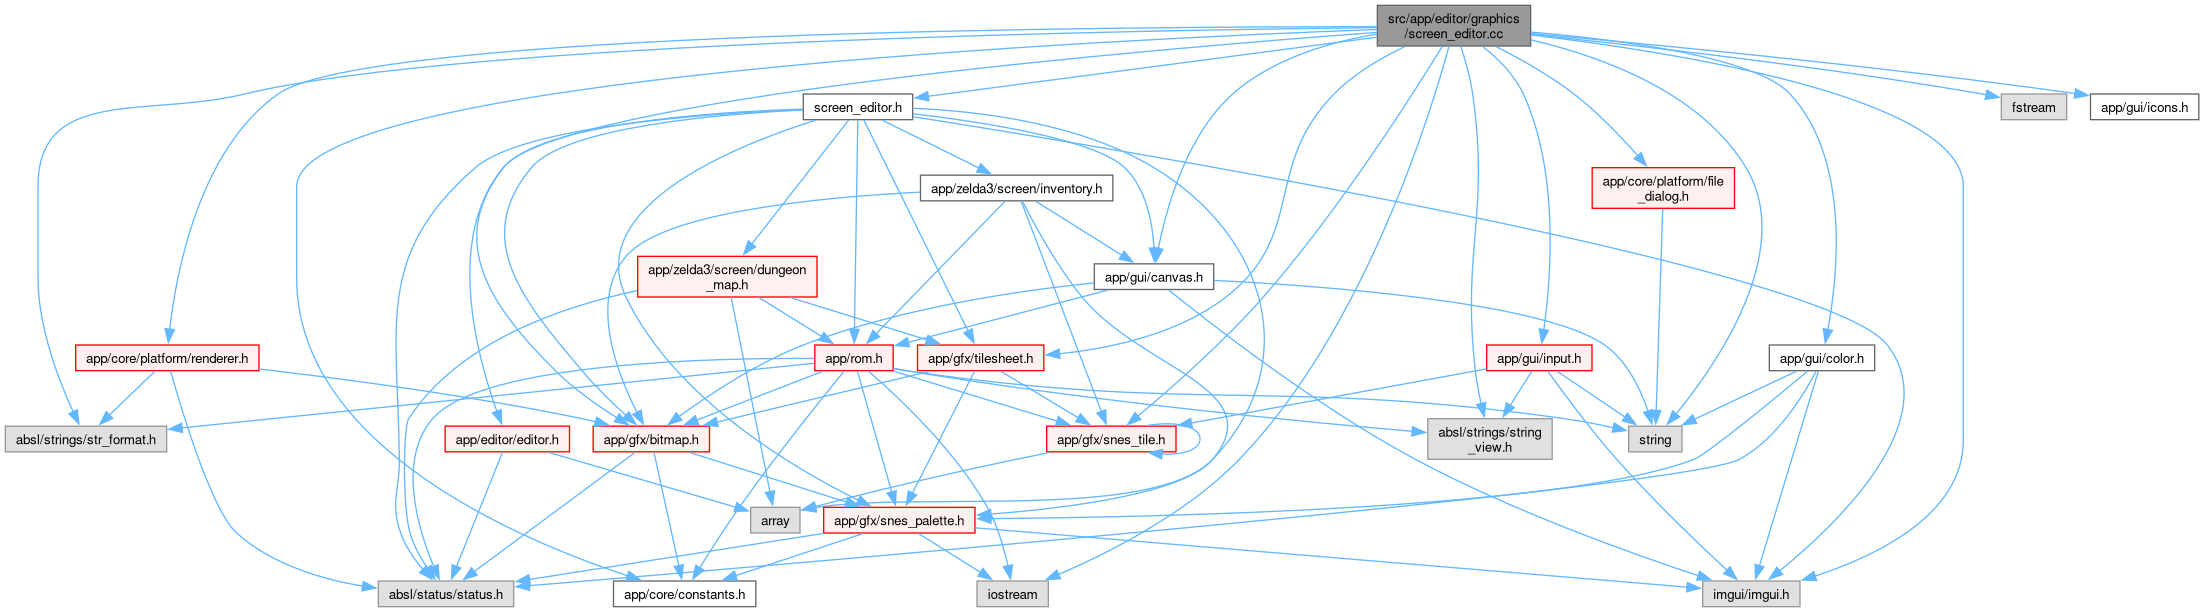 src/app/editor/graphics
/screen_editor.cc
screen_editor.h
fstream
app/gui/icons.h
app/core/platform/file
_dialog.h
app/zelda3/screen/inventory.h
app/zelda3/screen/dungeon
_map.h
app/gui/canvas.h
app/core/platform/renderer.h
app/rom.h
app/gfx/tilesheet.h
app/gui/input.h
app/gui/color.h
absl/strings/str_format.h
app/editor/editor.h
app/gfx/bitmap.h
app/gfx/snes_tile.h
absl/strings/string
_view.h
string
array
app/gfx/snes_palette.h
absl/status/status.h
app/core/constants.h
iostream
imgui/imgui.h